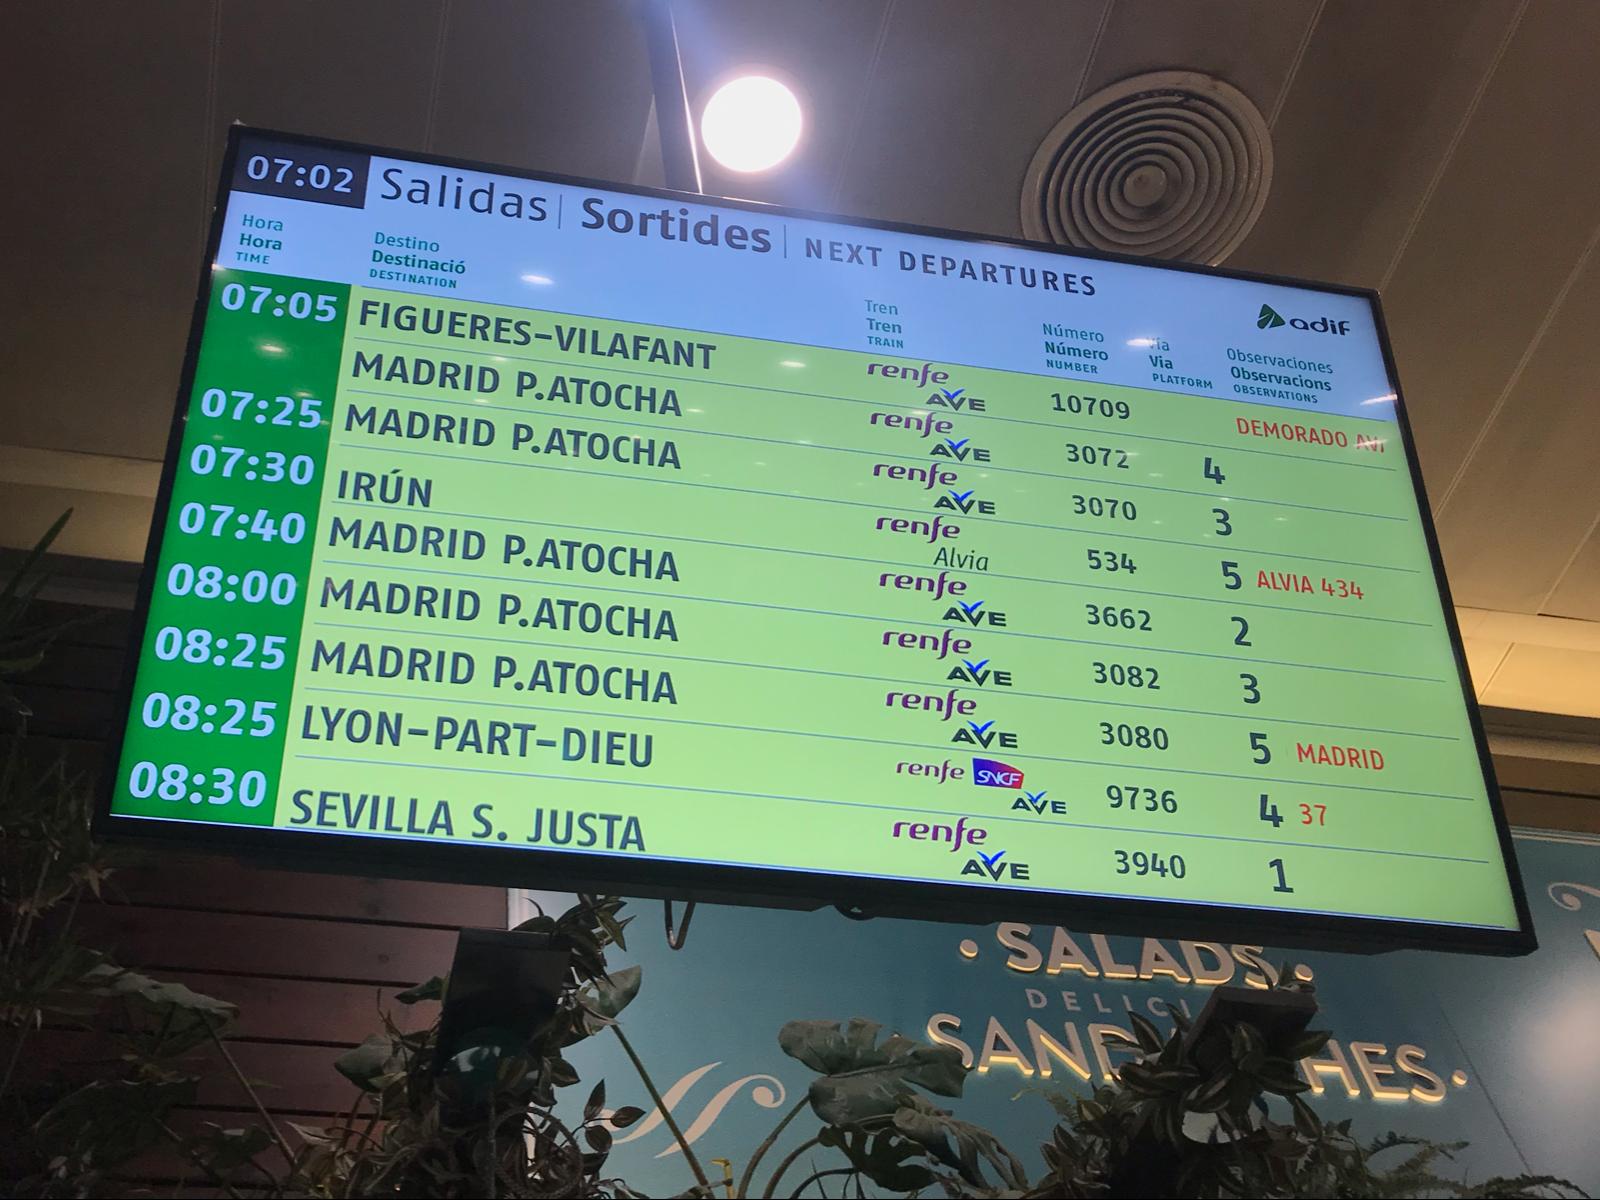 07:02 Salidas | Sortides | NEXT DEPARTURES
adif
Hora Destino Tren Número Vía Observaciones
Hora Destinació Tren Número Via Observacions
TIME DESTINATION TRAIN NUMBER PLATFORM OBSERVATIONS
07:05 FIGUERES-VILAFANT renfe AVE 10709 DEMORADO AVI
MADRID P.ATOCHA renfe AVE 3072 4
07:25 MADRID P.ATOCHA renfe AVE 3070 3
07:30 IRÚN renfe Alvia 534 5 ALVIA 434
07:40 MADRID P.ATOCHA renfe AVE 3662 2
08:00 MADRID P.ATOCHA renfe AVE 3082 3
08:25 MADRID P.ATOCHA renfe AVE 3080 5 MADRID
08:25 LYON-PART-DIEU renfe SNCF AVE 9736 4 37
08:30 SEVILLA S. JUSTA renfe AVE 3940 1
• SALADS •
DELICI
SAND HES •